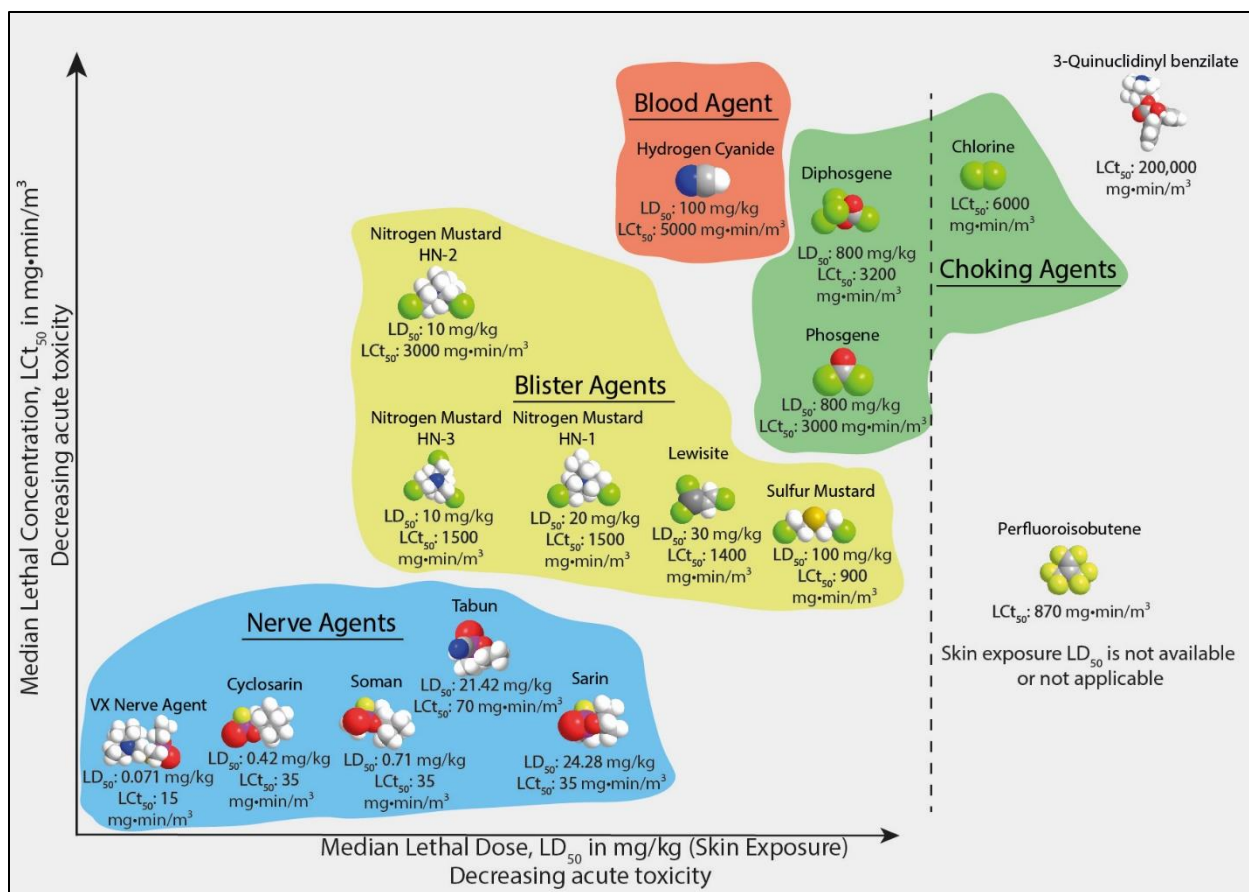 Median Lethal Concentration, LCt₅₀ in mg•min/m³
Decreasing acute toxicity
3-Quinuclidinyl benzilate
LCt₅₀: 200,000
mg•min/m³
Blood Agent
Hydrogen Cyanide
LD₅₀: 100 mg/kg
LCt₅₀: 5000 mg•min/m³
Diphosgene
LD₅₀: 800 mg/kg
LCt₅₀: 3200
mg•min/m³
Chlorine
LCt₅₀: 6000
mg•min/m³
Choking Agents
Phosgene
LD₅₀: 800 mg/kg
LCt₅₀: 3000 mg•min/m³
Nitrogen Mustard
HN-2
LD₅₀: 10 mg/kg
LCt₅₀: 3000 mg•min/m³
Blister Agents
Nitrogen Mustard
HN-3
LD₅₀: 10 mg/kg
LCt₅₀: 1500
mg•min/m³
Nitrogen Mustard
HN-1
LD₅₀: 20 mg/kg
LCt₅₀: 1500
mg•min/m³
Lewisite
LD₅₀: 30 mg/kg
LCt₅₀: 1400
mg•min/m³
Sulfur Mustard
LD₅₀: 100 mg/kg
LCt₅₀: 900
mg•min/m³
Perfluoroisobutene
LCt₅₀: 870 mg•min/m³
Skin exposure LD₅₀ is not available
or not applicable
Nerve Agents
VX Nerve Agent
LD₅₀: 0.071 mg/kg
LCt₅₀: 15
mg•min/m³
Cyclosarin
LD₅₀: 0.42 mg/kg
LCt₅₀: 35
mg•min/m³
Soman
LD₅₀: 0.71 mg/kg
LCt₅₀: 35
mg•min/m³
Tabun
LD₅₀: 21.42 mg/kg
LCt₅₀: 70 mg•min/m³
Sarin
LD₅₀: 24.28 mg/kg
LCt₅₀: 35 mg•min/m³
Median Lethal Dose, LD₅₀ in mg/kg (Skin Exposure)
Decreasing acute toxicity